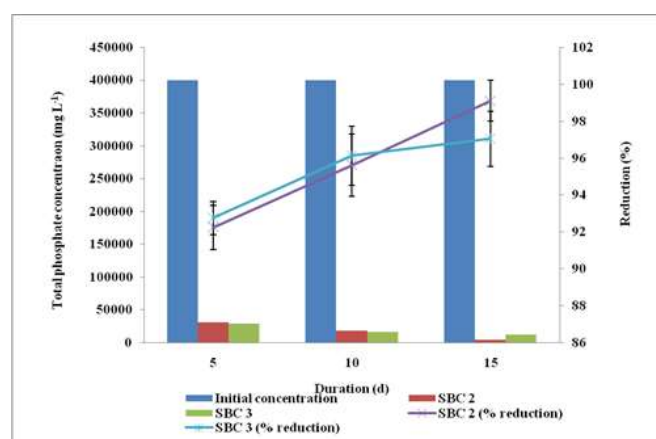 Total phosphate concentraon (mg L-1)
450000
400000
350000
300000
250000
200000
150000
100000
50000
0
102
100
98
96
94
92
90
88
86
Reduction (%)
5 10 15
Duration (d)
Initial concentration SBC 2
SBC 3 SBC 2 (% reduction)
SBC 3 (% reduction)